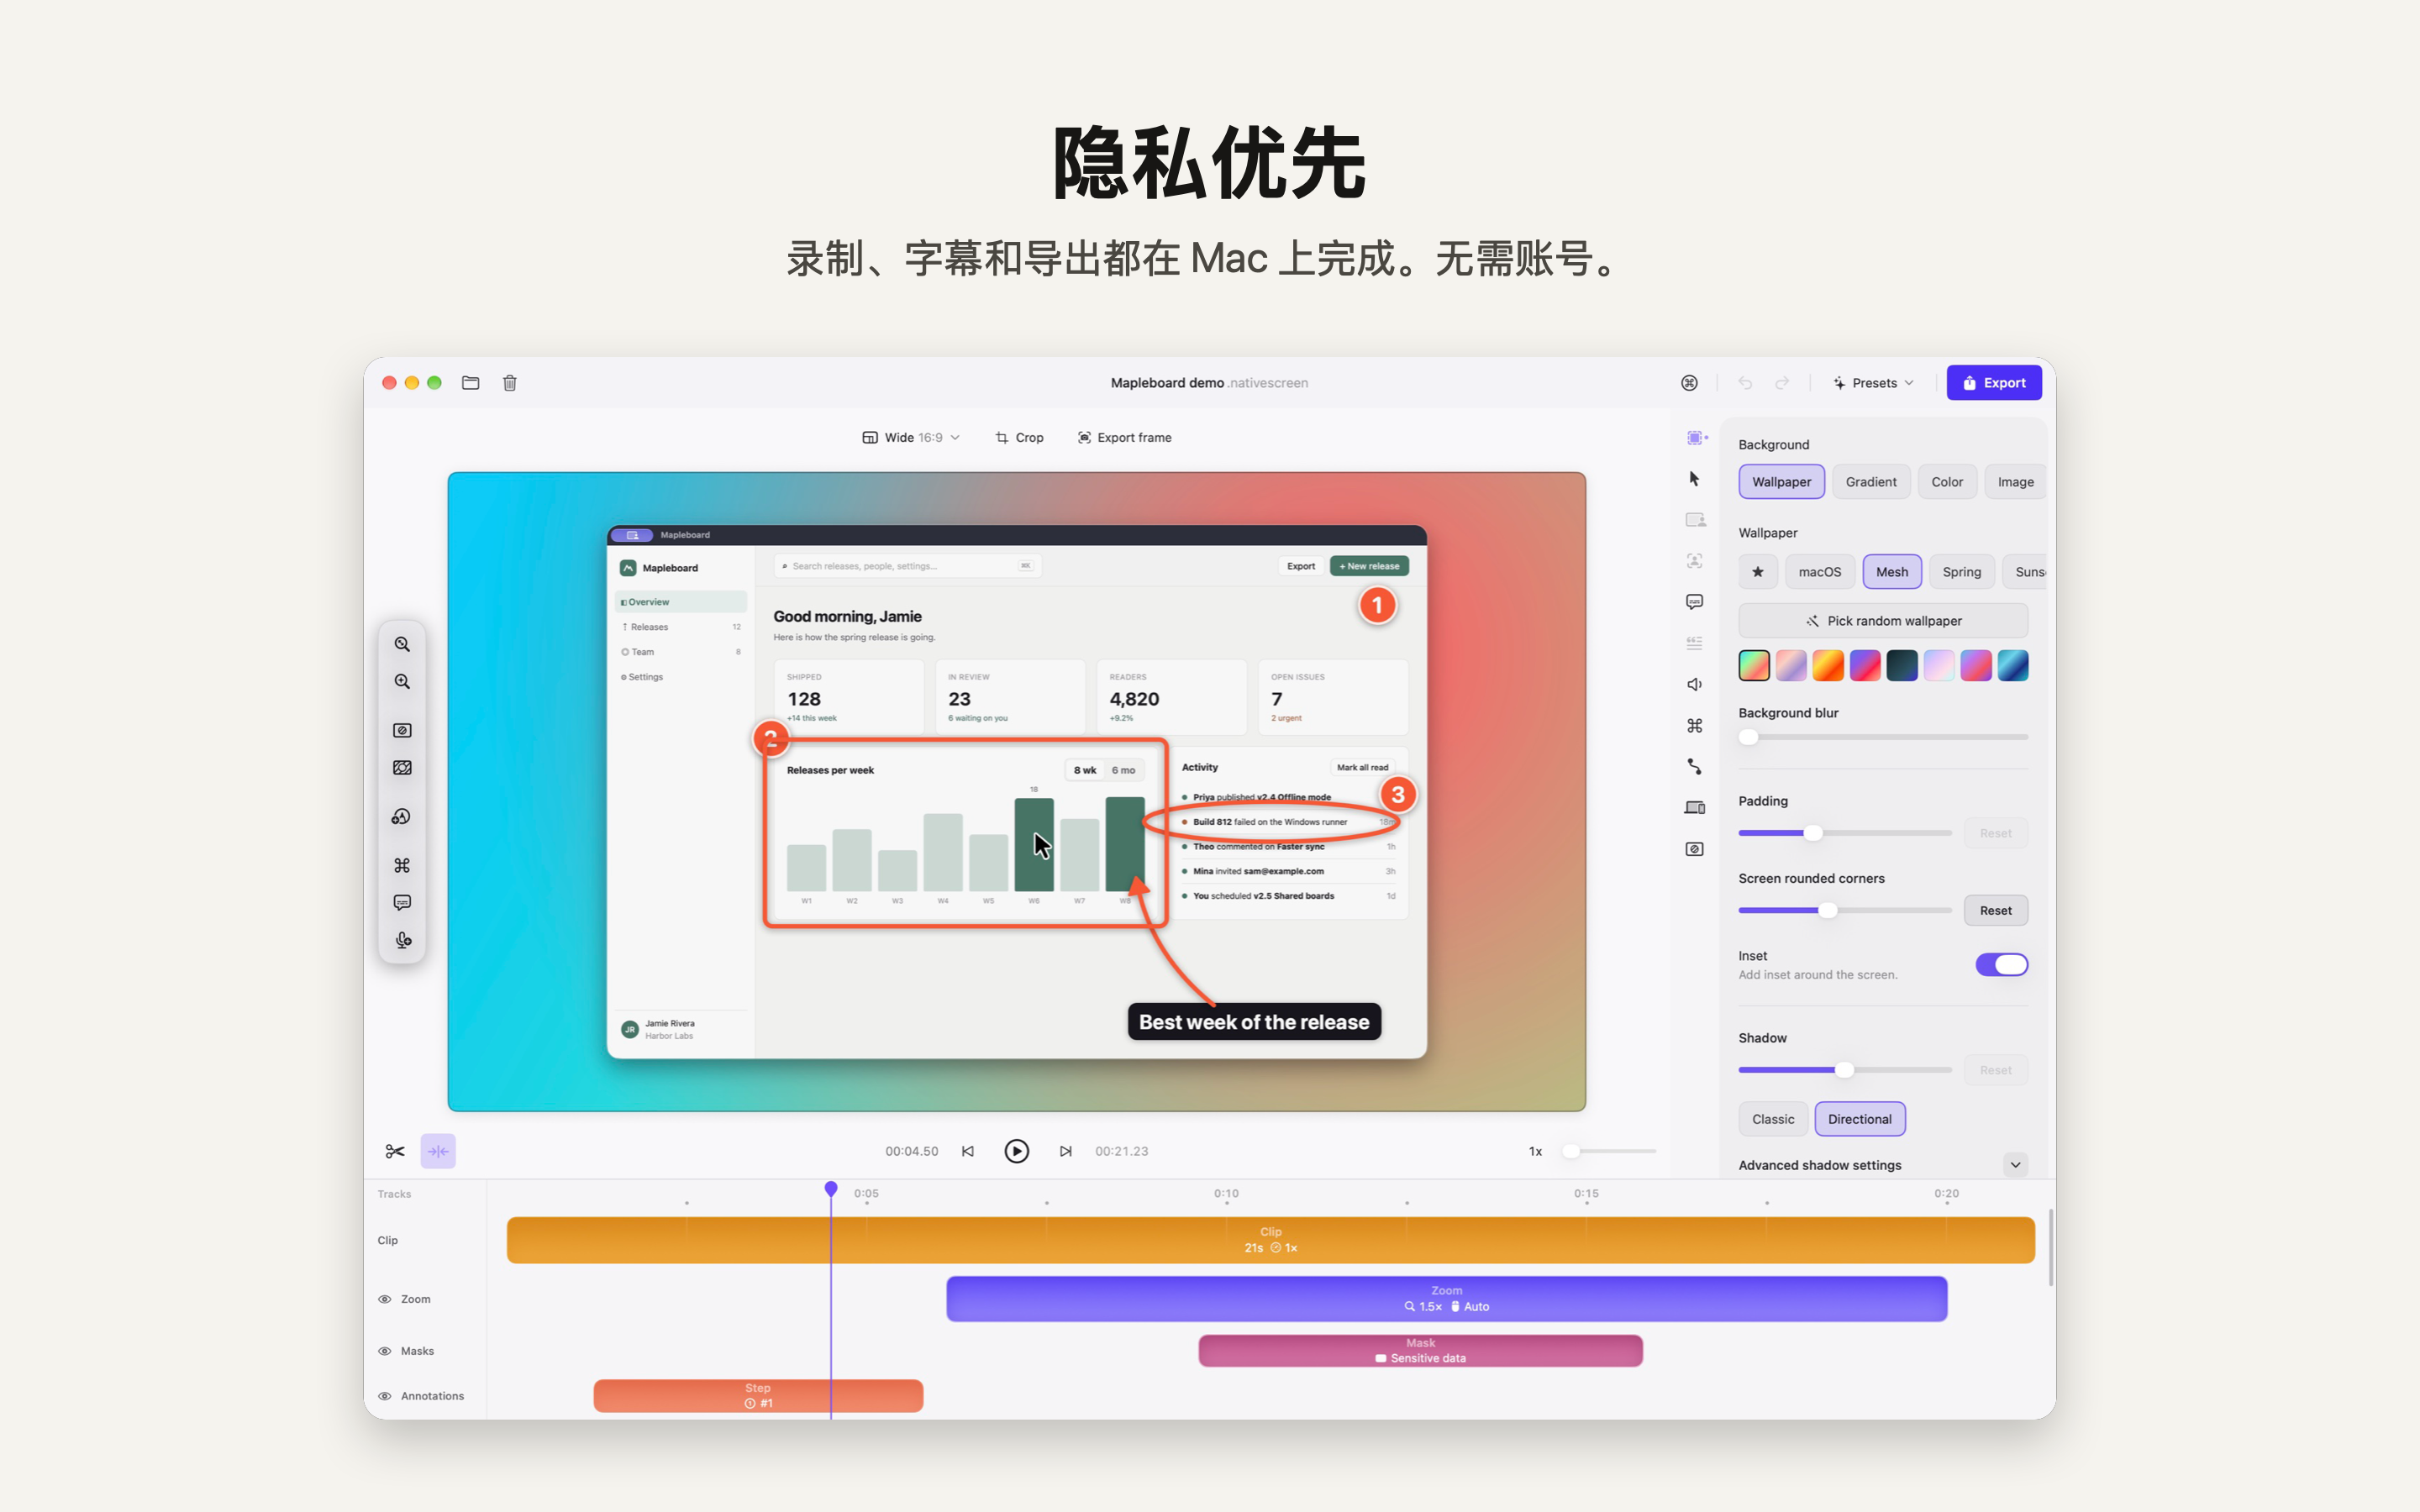 隐私优先
录制、字幕和导出都在 Mac 上完成。无需账号。
Mapleboard demo.nativescreen
Presets
Export
Wide 16:9
Crop
Export frame
Mapleboard
Mapleboard
Search releases, people, settings...
⌘K
Export
+ New release
Overview
Releases 12
Team 8
Settings
Good morning, Jamie
Here is how the spring release is going.
1
SHIPPED
128
+14 this week
IN REVIEW
23
6 waiting on you
READERS
4,820
+9.2%
OPEN ISSUES
7
2 urgent
2
Releases per week
8 wk
6 mo
18
W1 W2 W3 W4 W5 W6 W7 W8
Activity
Mark all read
3
Priya published v2.4 Offline mode
Build 812 failed on the Windows runner 18m
Theo commented on Faster sync 1h
Mina invited sam@example.com 3h
You scheduled v2.5 Shared boards 1d
Best week of the release
JR
Jamie Rivera
Harbor Labs
Background
Wallpaper
Gradient
Color
Image
Wallpaper
macOS
Mesh
Spring
Suns
Pick random wallpaper
Background blur
Padding
Reset
Screen rounded corners
Reset
Inset
Add inset around the screen.
Shadow
Reset
Classic
Directional
Advanced shadow settings
00:04.50
00:21.23
1x
Tracks
0:05
0:10
0:15
0:20
Clip
Clip
21s 1x
Zoom
Zoom
1.5× Auto
Masks
Mask
Sensitive data
Annotations
Step
#1